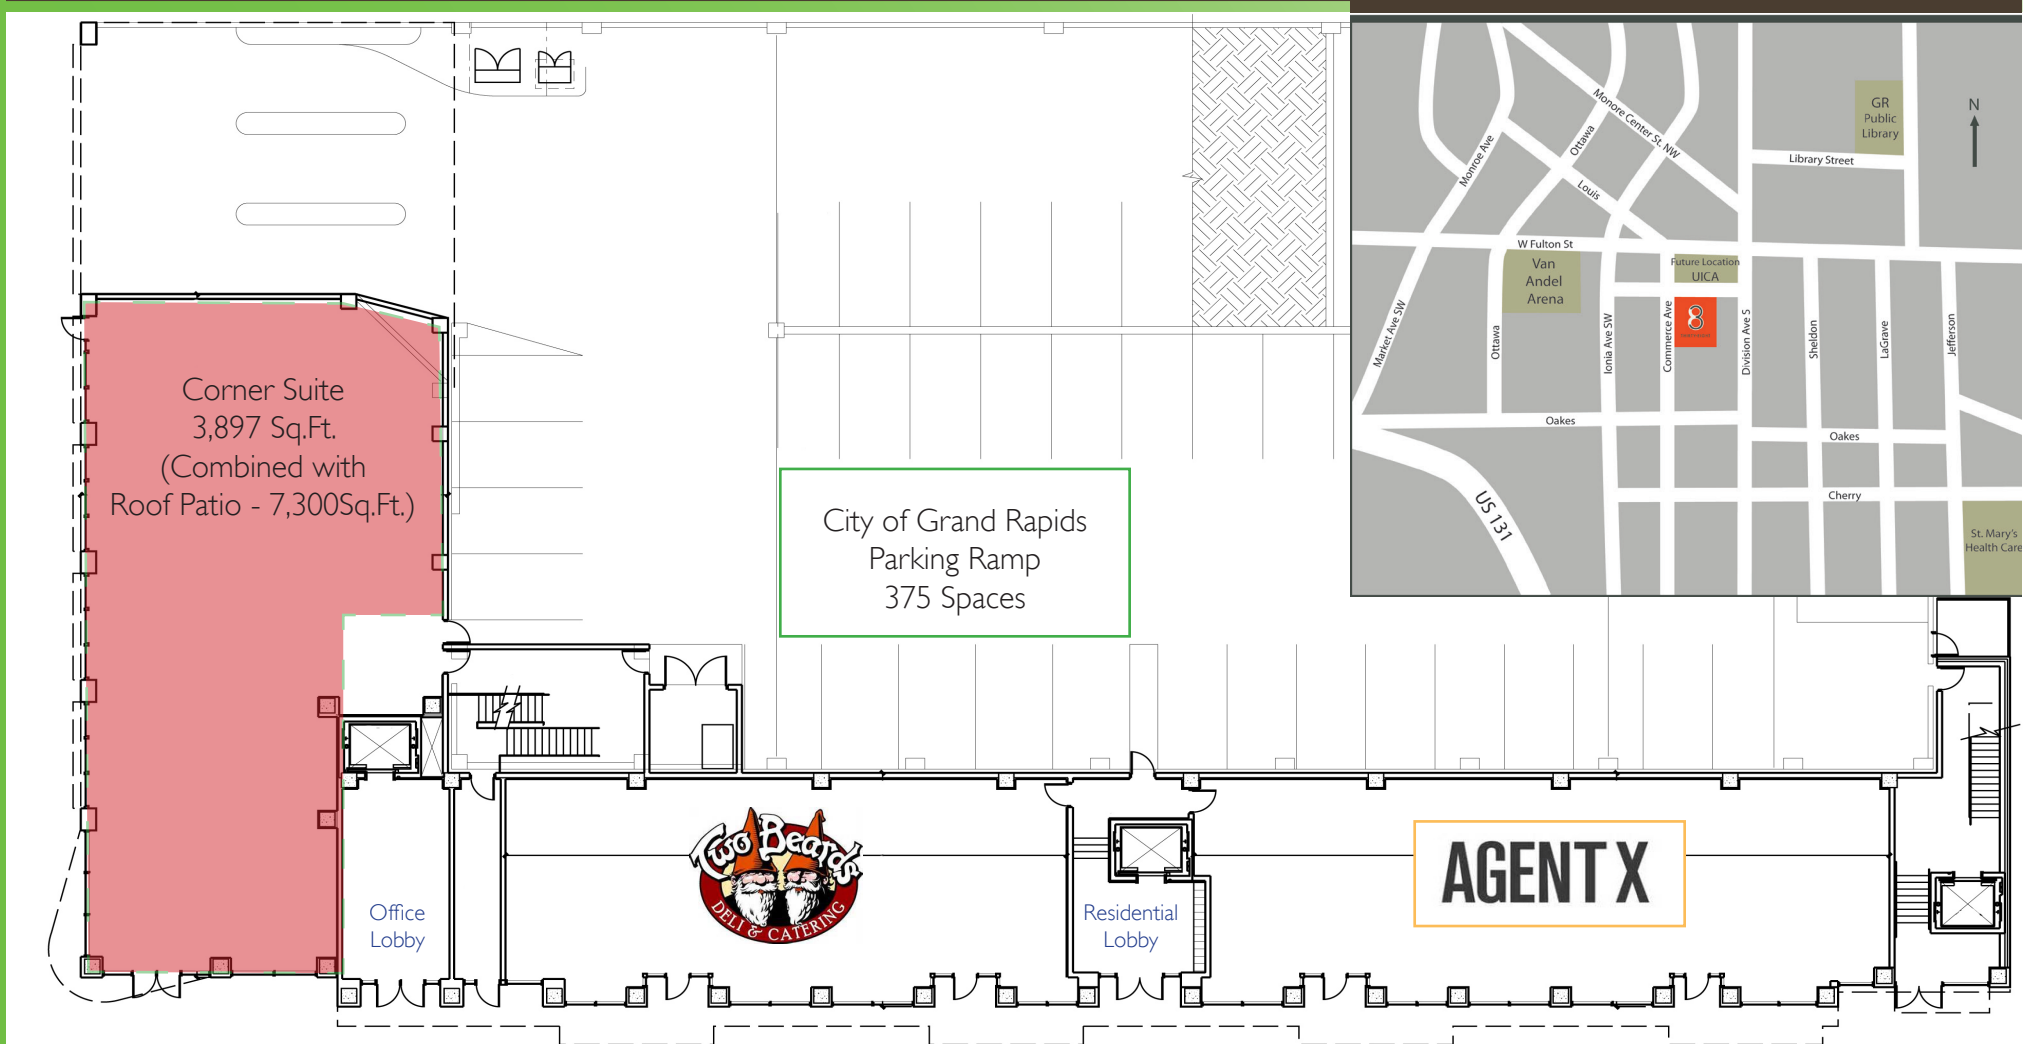 Corner Suite
3,897 Sq.Ft.
(Combined with
Roof Patio - 7,300Sq.Ft.)
City of Grand Rapids
Parking Ramp
375 Spaces
Office
Lobby
Two Beards
DELI & CATERING
Residential
Lobby
AGENT X
Monroe Ave
Ottawa
Monore Center St. NW
Louis
GR
Public
Library
N
Library Street
W Fulton St
Van
Andel
Arena
Future Location
UICA
8
Market Ave SW
Ottawa
Ionia Ave SW
Commerce Ave
Division Ave S
Sheldon
LaGrave
Jefferson
Oakes
Oakes
Cherry
US 131
St. Mary's
Health Care